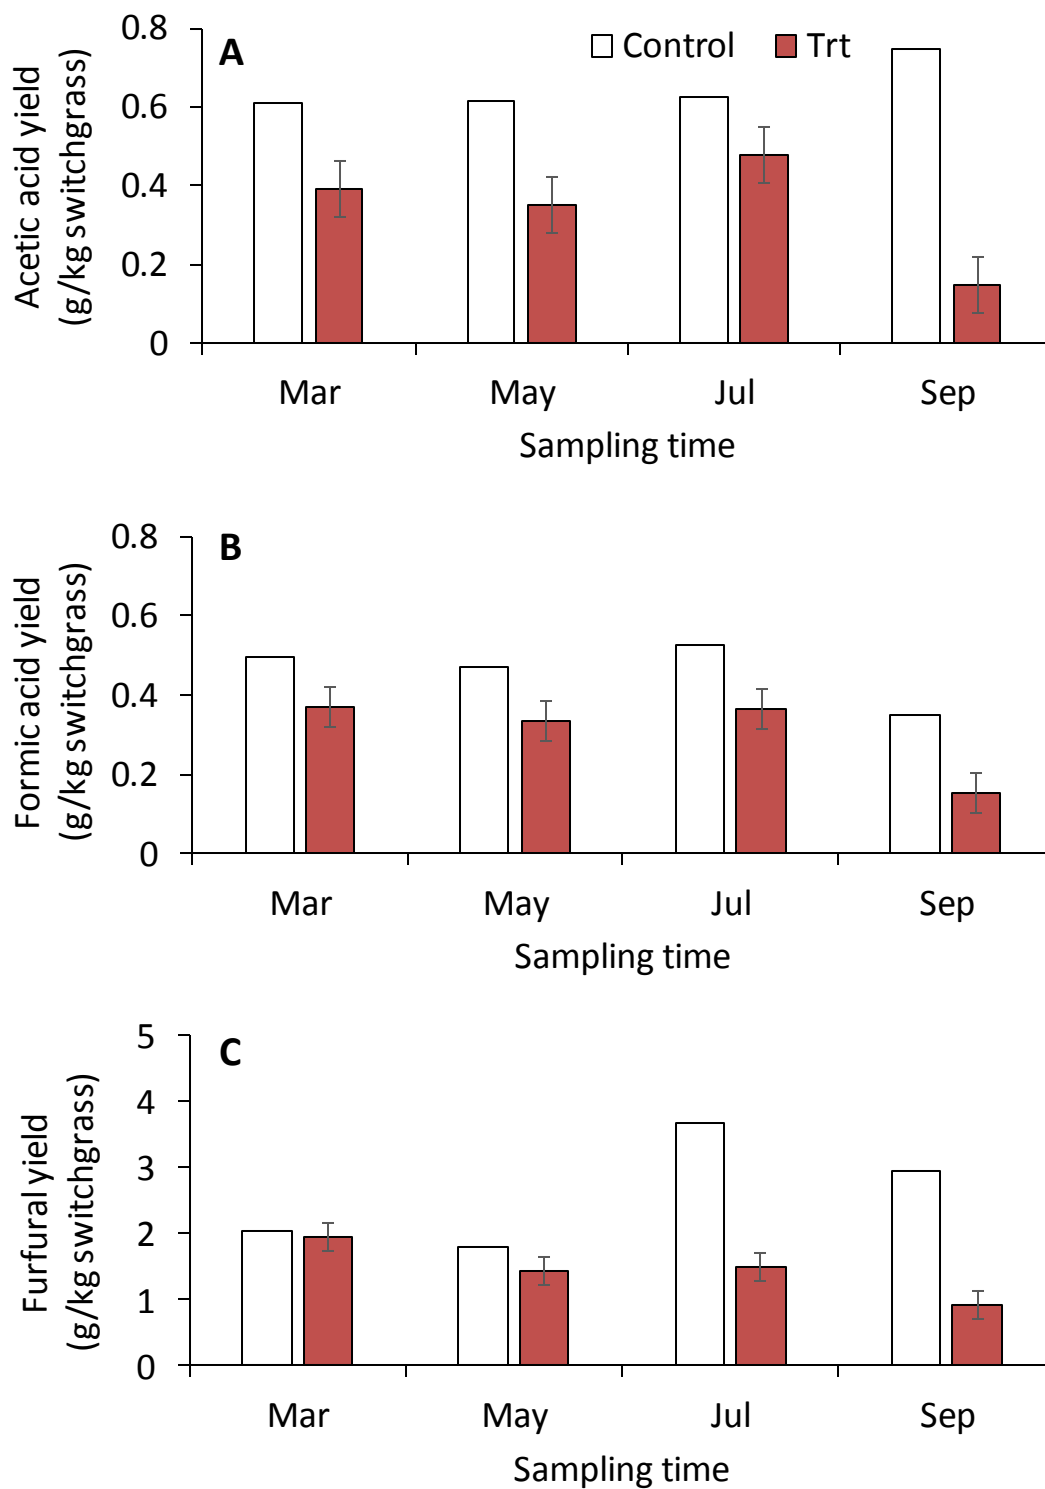 A
Control Trt
Acetic acid yield
(g/kg switchgrass)
0.8
0.6
0.4
0.2
0
Mar May Jul Sep
Sampling time
B
Formic acid yield
(g/kg switchgrass)
0.8
0.6
0.4
0.2
0
Mar May Jul Sep
Sampling time
C
Furfural yield
(g/kg switchgrass)
5
4
3
2
1
0
Mar May Jul Sep
Sampling time